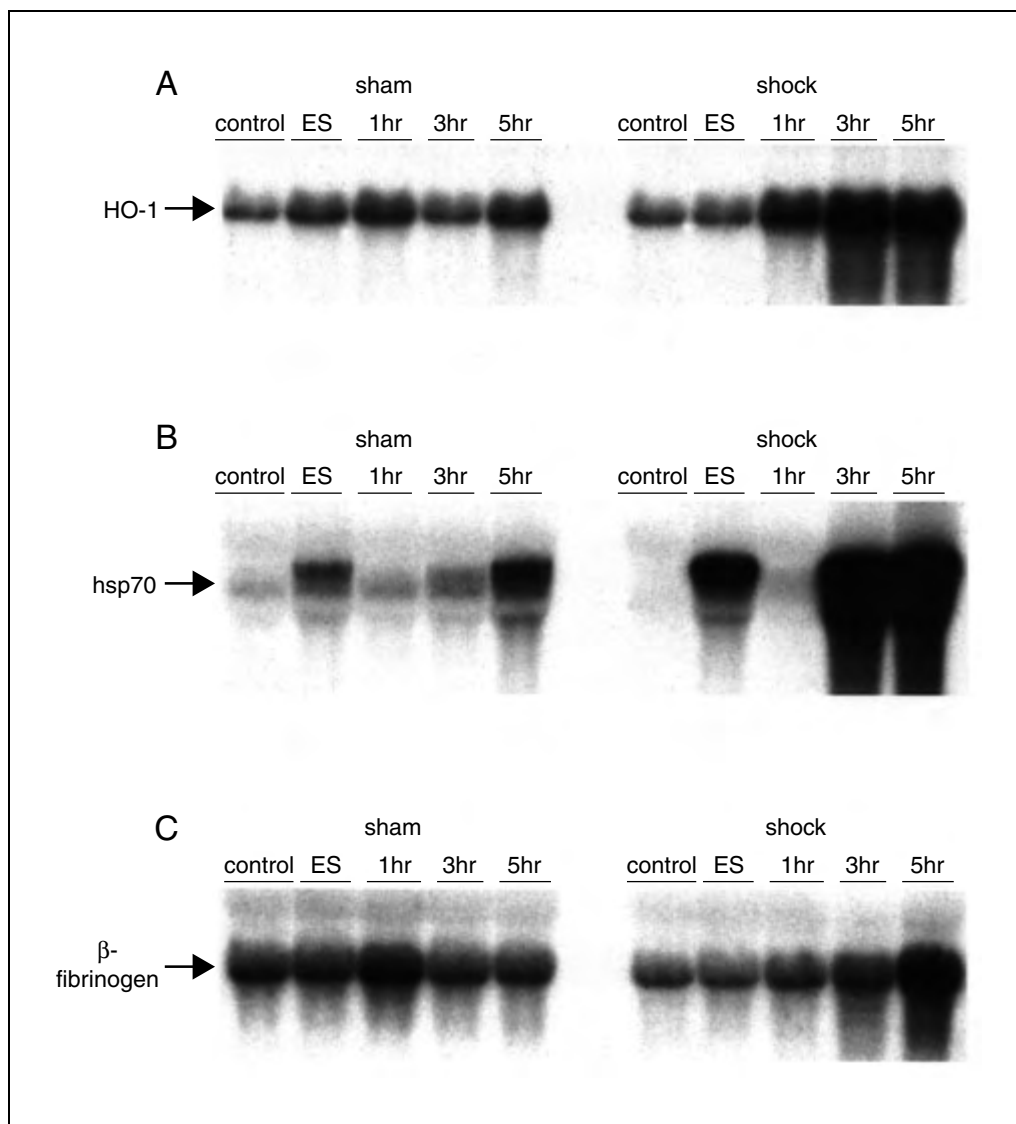 A
sham
shock
control ES 1hr 3hr 5hr
control ES 1hr 3hr 5hr
HO-1
B
sham
shock
control ES 1hr 3hr 5hr
control ES 1hr 3hr 5hr
hsp70
C
sham
shock
control ES 1hr 3hr 5hr
control ES 1hr 3hr 5hr
β-
fibrinogen